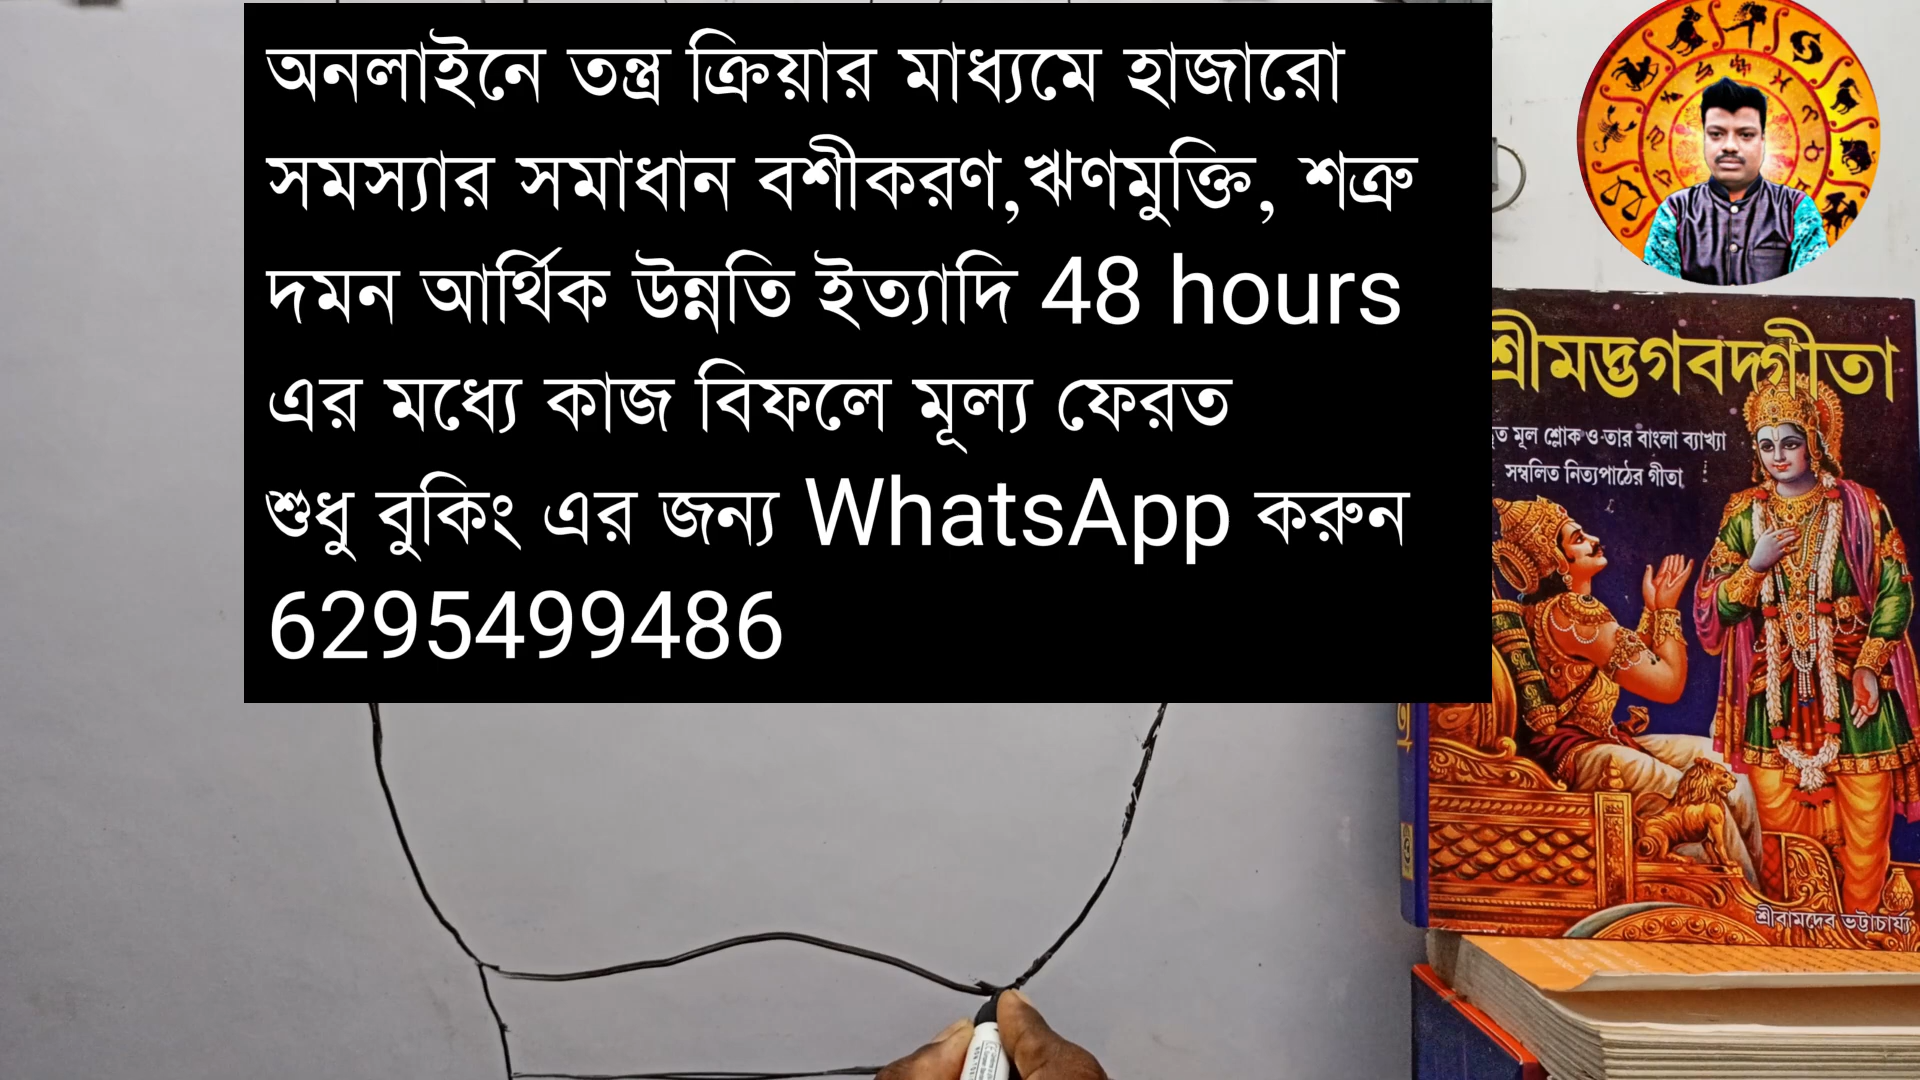 অনলাইনে তন্ত্র ক্রিয়ার মাধ্যমে হাজারো
সমস্যার সমাধান বশীকরণ,ঋণমুক্তি, শত্রু
দমন আর্থিক উন্নতি ইত্যাদি 48 hours
এর মধ্যে কাজ বিফলে মূল্য ফেরত
শুধু বুকিং এর জন্য WhatsApp করুন
6295499486
শ্রীমদ্ভগবদ্গীতা
মূল শ্লোক ও তার বাংলা ব্যাখ্যা
সম্বলিত নিত্যপাঠের গীতা
শ্রীবামদেব ভট্টাচার্য্য